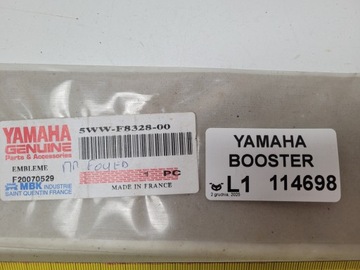 YAMAHA
GENUINE
Parts & Accessories
5WW-F8328-00
EMBLEME
F20070529
MBK INDUSTRIE
SAINT QUENTIN FRANCE
1 PC
MADE IN FRANCE
YAMAHA
BOOSTER
L1 114698